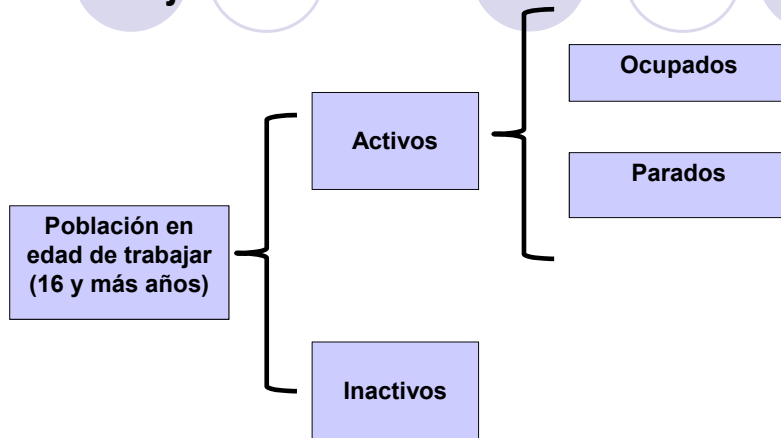 Ocupados
Activos
Parados
Población en
edad de trabajar
(16 y más años)
Inactivos